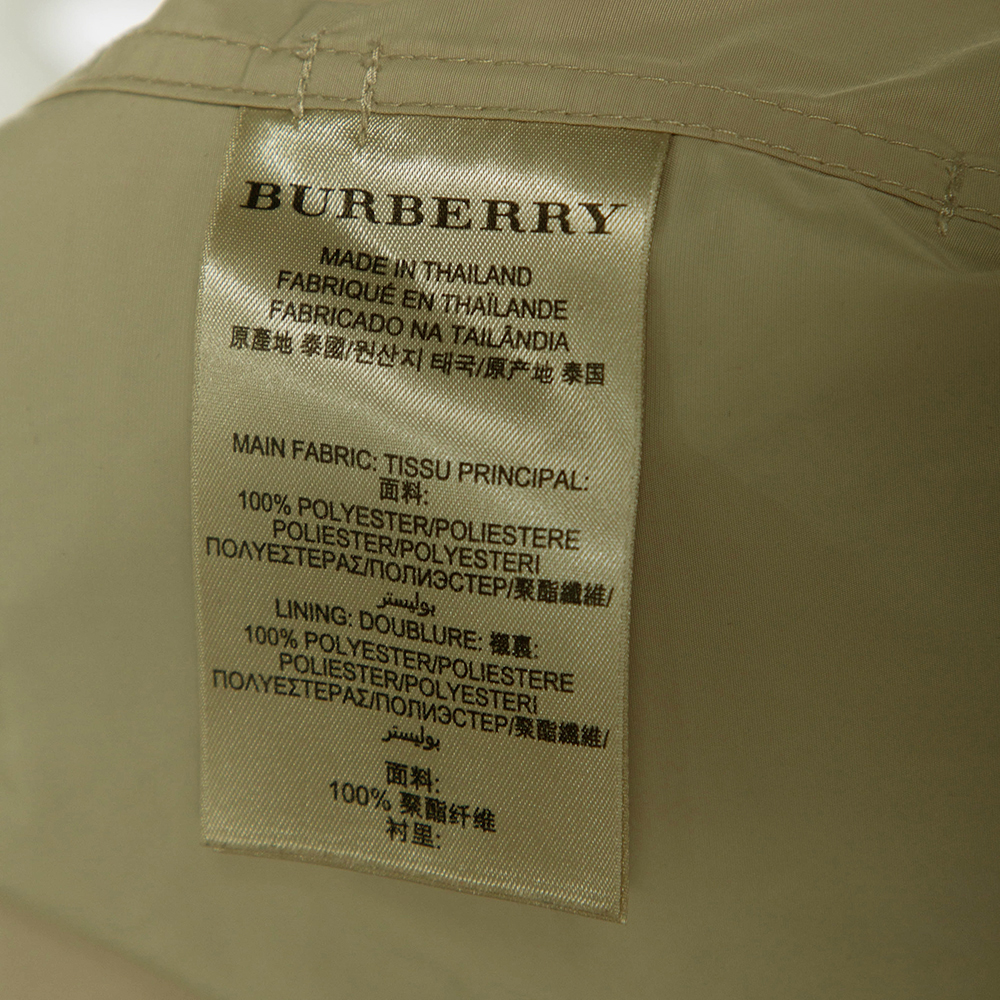 BURBERRY
MADE IN THAILAND
FABRIQUÉ EN THAÏLANDE
FABRICADO NA TAILÂNDIA
原產地 泰國/원산지 태국/原产地 泰国
MAIN FABRIC: TISSU PRINCIPAL:
面料:
100% POLYESTER/POLIESTERE
POLIESTER/POLYESTERI
ΠΟΛΥΕΣΤΕΡΑΣ/ПОЛИЭСТЕР/聚酯纖維/
بوليستر
LINING: DOUBLURE: 襯裏:
100% POLYESTER/POLIESTERE
POLIESTER/POLYESTERI
ΠΟΛΥΕΣΤΕΡΑΣ/ПОЛИЭСТЕР/聚酯纖維/
بوليستر
面料:
100% 聚酯纤维
衬里: